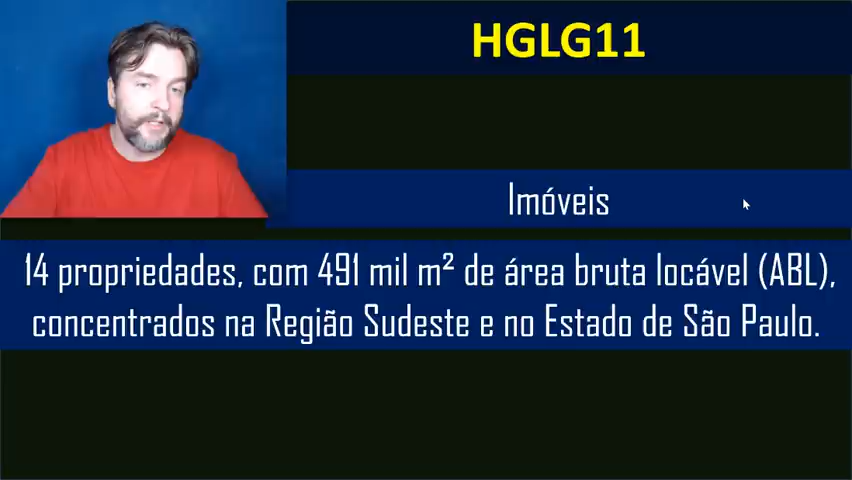 HGLG11
Imóveis
14 propriedades, com 491 mil m² de área bruta locável (ABL),
concentrados na Região Sudeste e no Estado de São Paulo.